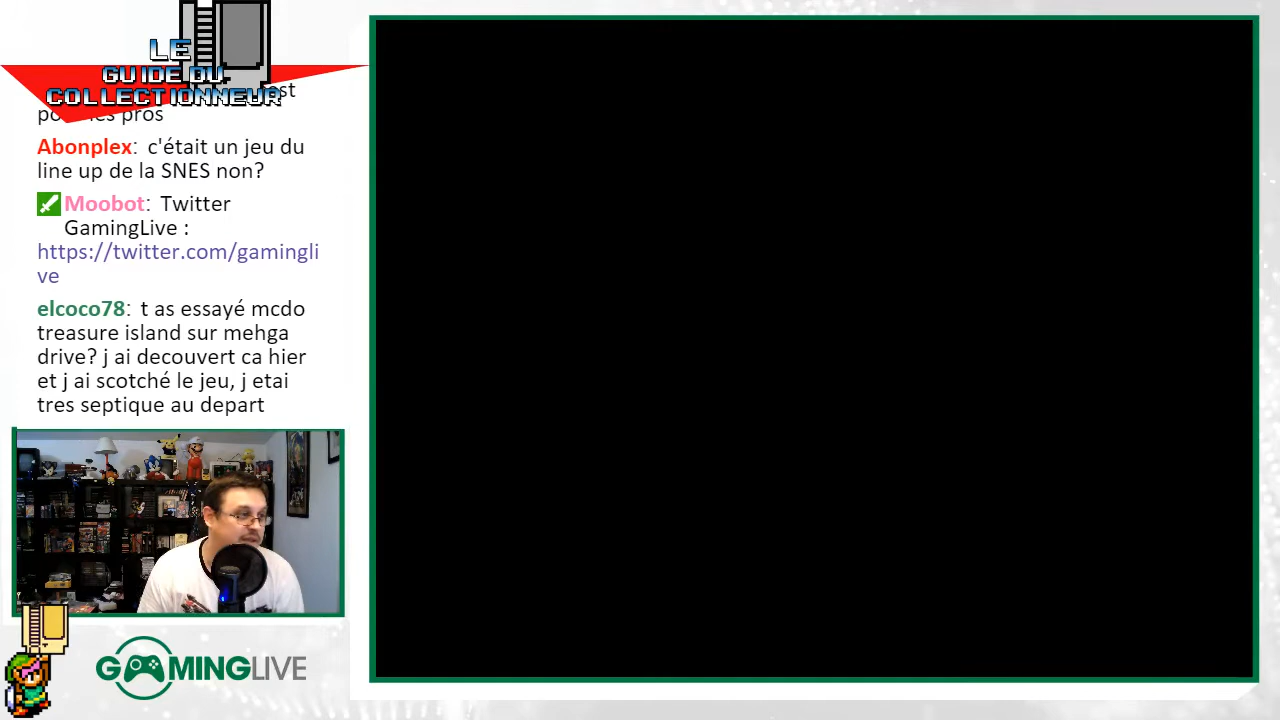 LE
GUIDE DU
COLLECTIONNEUR
les pros
Abonplex: c'était un jeu du
line up de la SNES non?
Moobot: Twitter
GamingLive :
https://twitter.com/gamingli
ve
elcoco78: t as essayé mcdo
treasure island sur mehga
drive? j ai decouvert ca hier
et j ai scotché le jeu, j etai
tres septique au depart
GAMINGLIVE